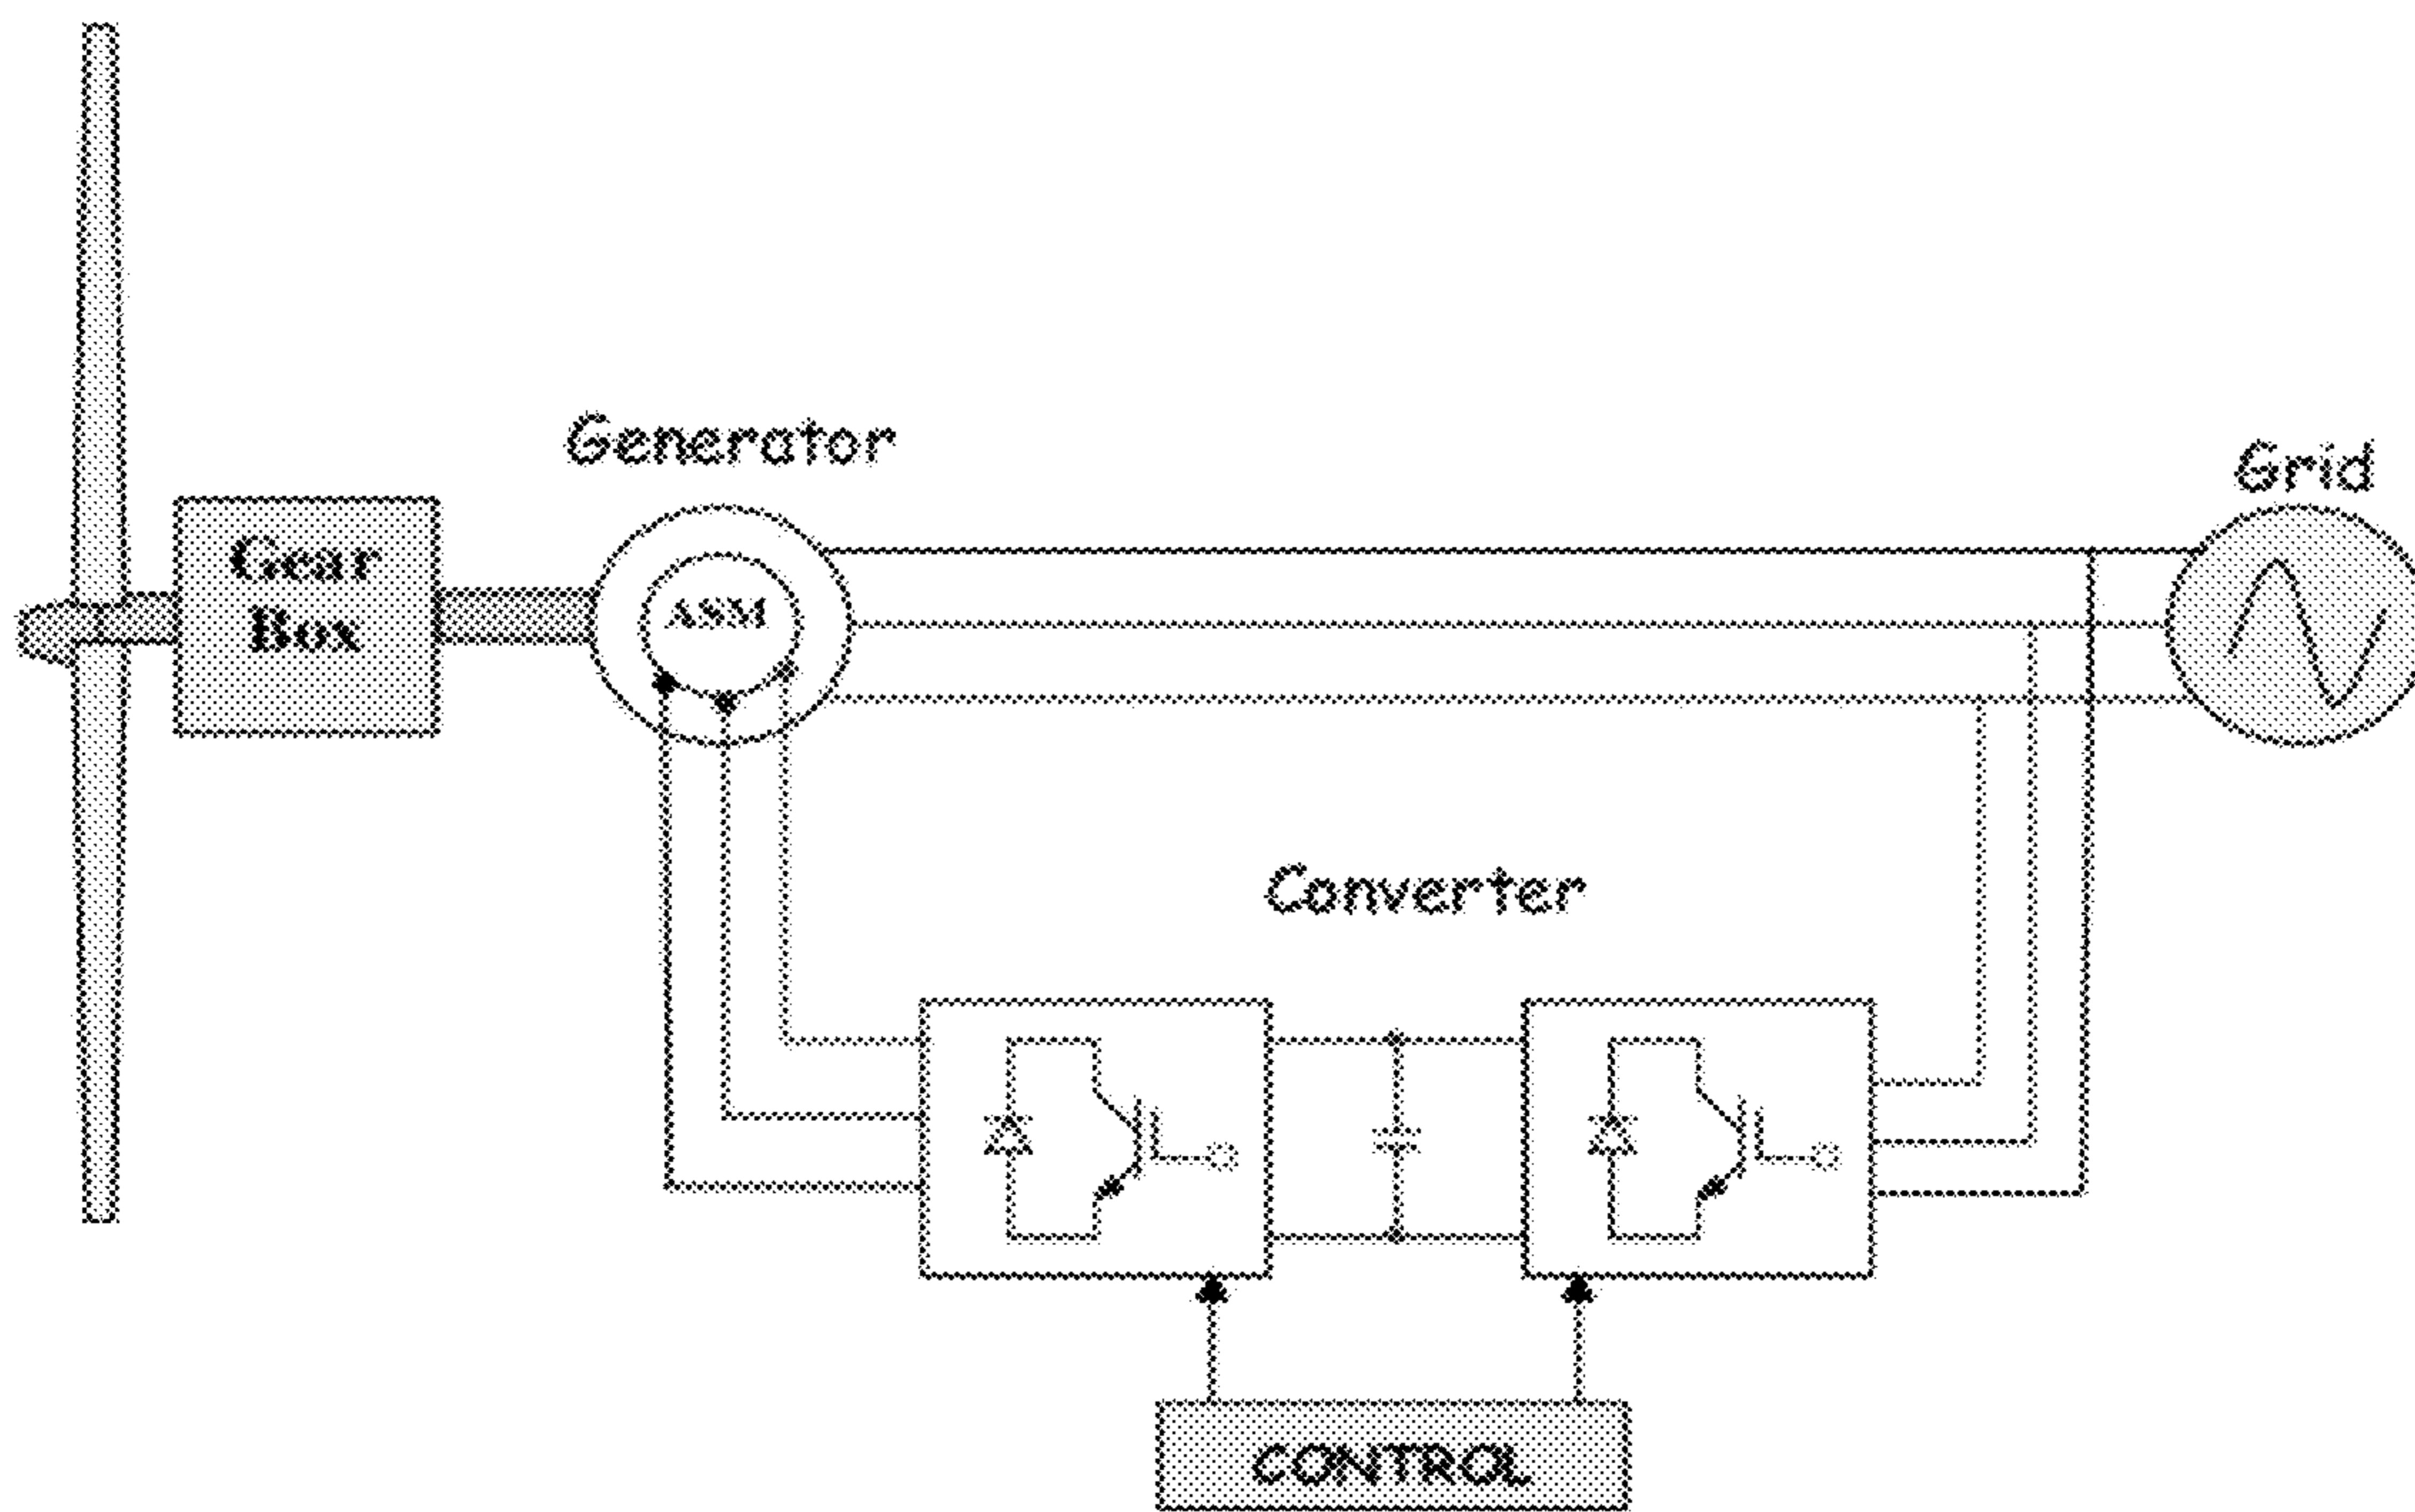 Generator
Grid
Gear
Box
ASM
Converter
CONTROL